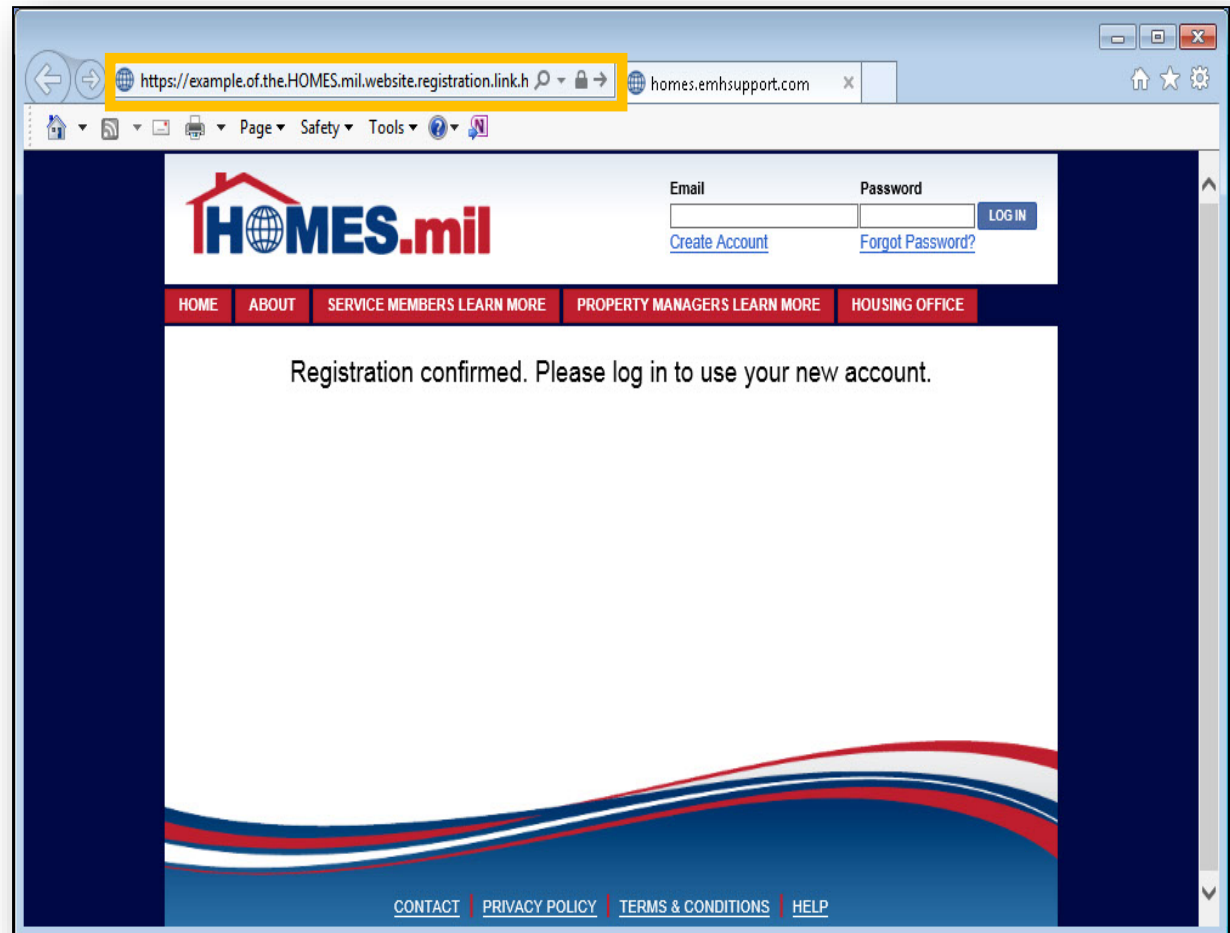 https://example.of.the.HOMES.mil.website.registration.link.h
homes.emhsupport.com
Page Safety Tools
HOMES.mil
Email Password
LOG IN
Create Account Forgot Password?
HOME ABOUT SERVICE MEMBERS LEARN MORE PROPERTY MANAGERS LEARN MORE HOUSING OFFICE
Registration confirmed. Please log in to use your new account.
CONTACT PRIVACY POLICY TERMS & CONDITIONS HELP